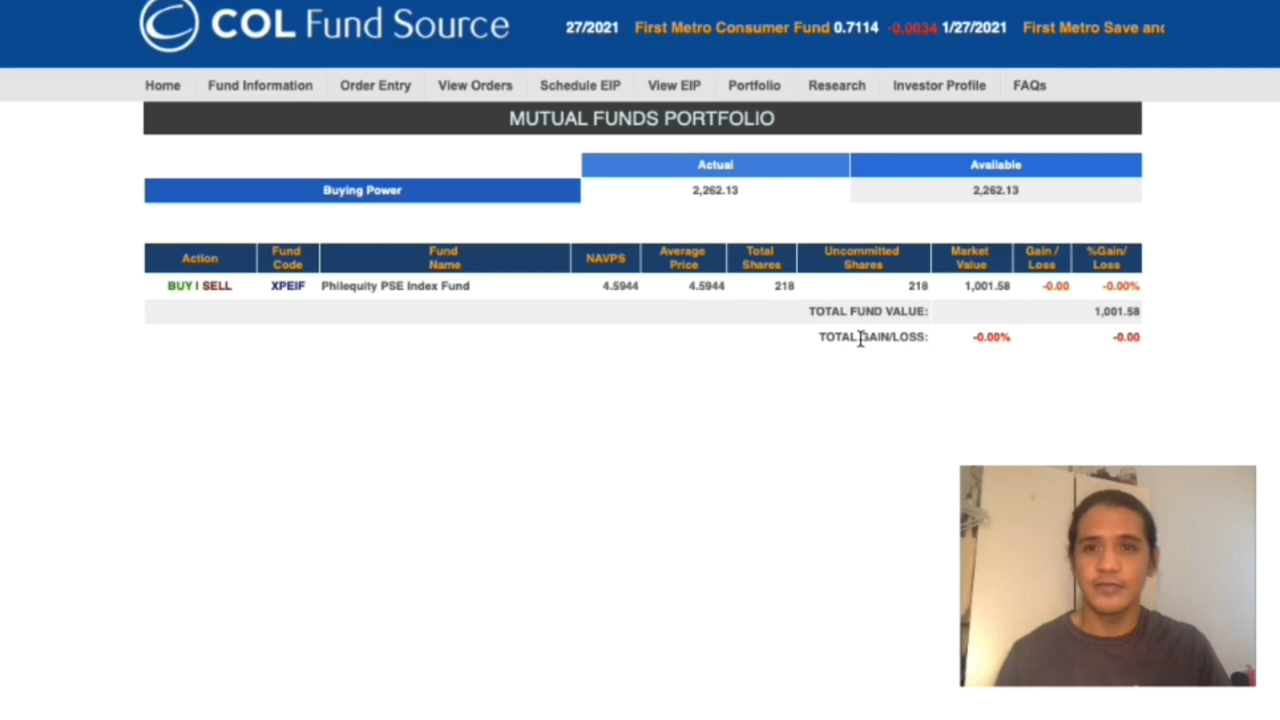 COL Fund Source
27/2021 First Metro Consumer Fund 0.7114 -0.0034 1/27/2021 First Metro Save and
Home Fund Information Order Entry View Orders Schedule EIP View EIP Portfolio Research Investor Profile FAQs
MUTUAL FUNDS PORTFOLIO
Actual Available
Buying Power 2,262.13 2,262.13
Action Fund Code Fund Name NAVPS Average Price Total Shares Uncommitted Shares Market Value Gain / Loss %Gain/ Loss
BUY | SELL XPEIF Philequity PSE Index Fund 4.5944 4.5944 218 218 1,001.58 -0.00 -0.00%
TOTAL FUND VALUE: 1,001.58
TOTAL GAIN/LOSS: -0.00% -0.00